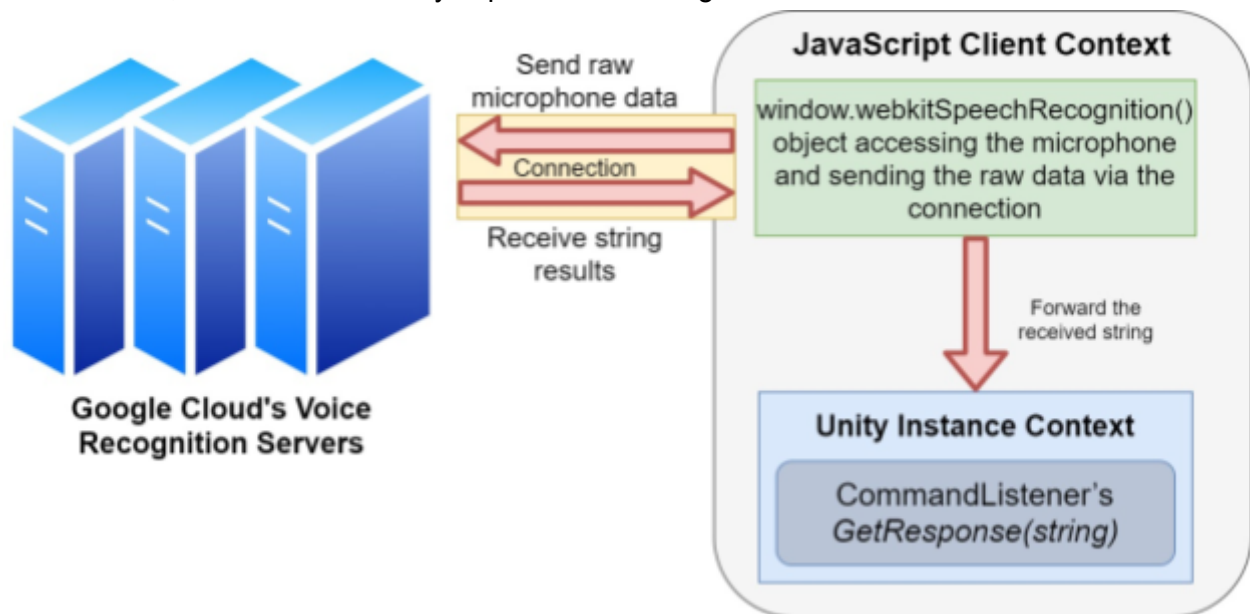 Send raw
microphone data
Connection
Receive string
results
Google Cloud's Voice
Recognition Servers
JavaScript Client Context
window.webkitSpeechRecognition()
object accessing the microphone
and sending the raw data via the
connection
Forward the
received string
Unity Instance Context
CommandListener’s
GetResponse(string)